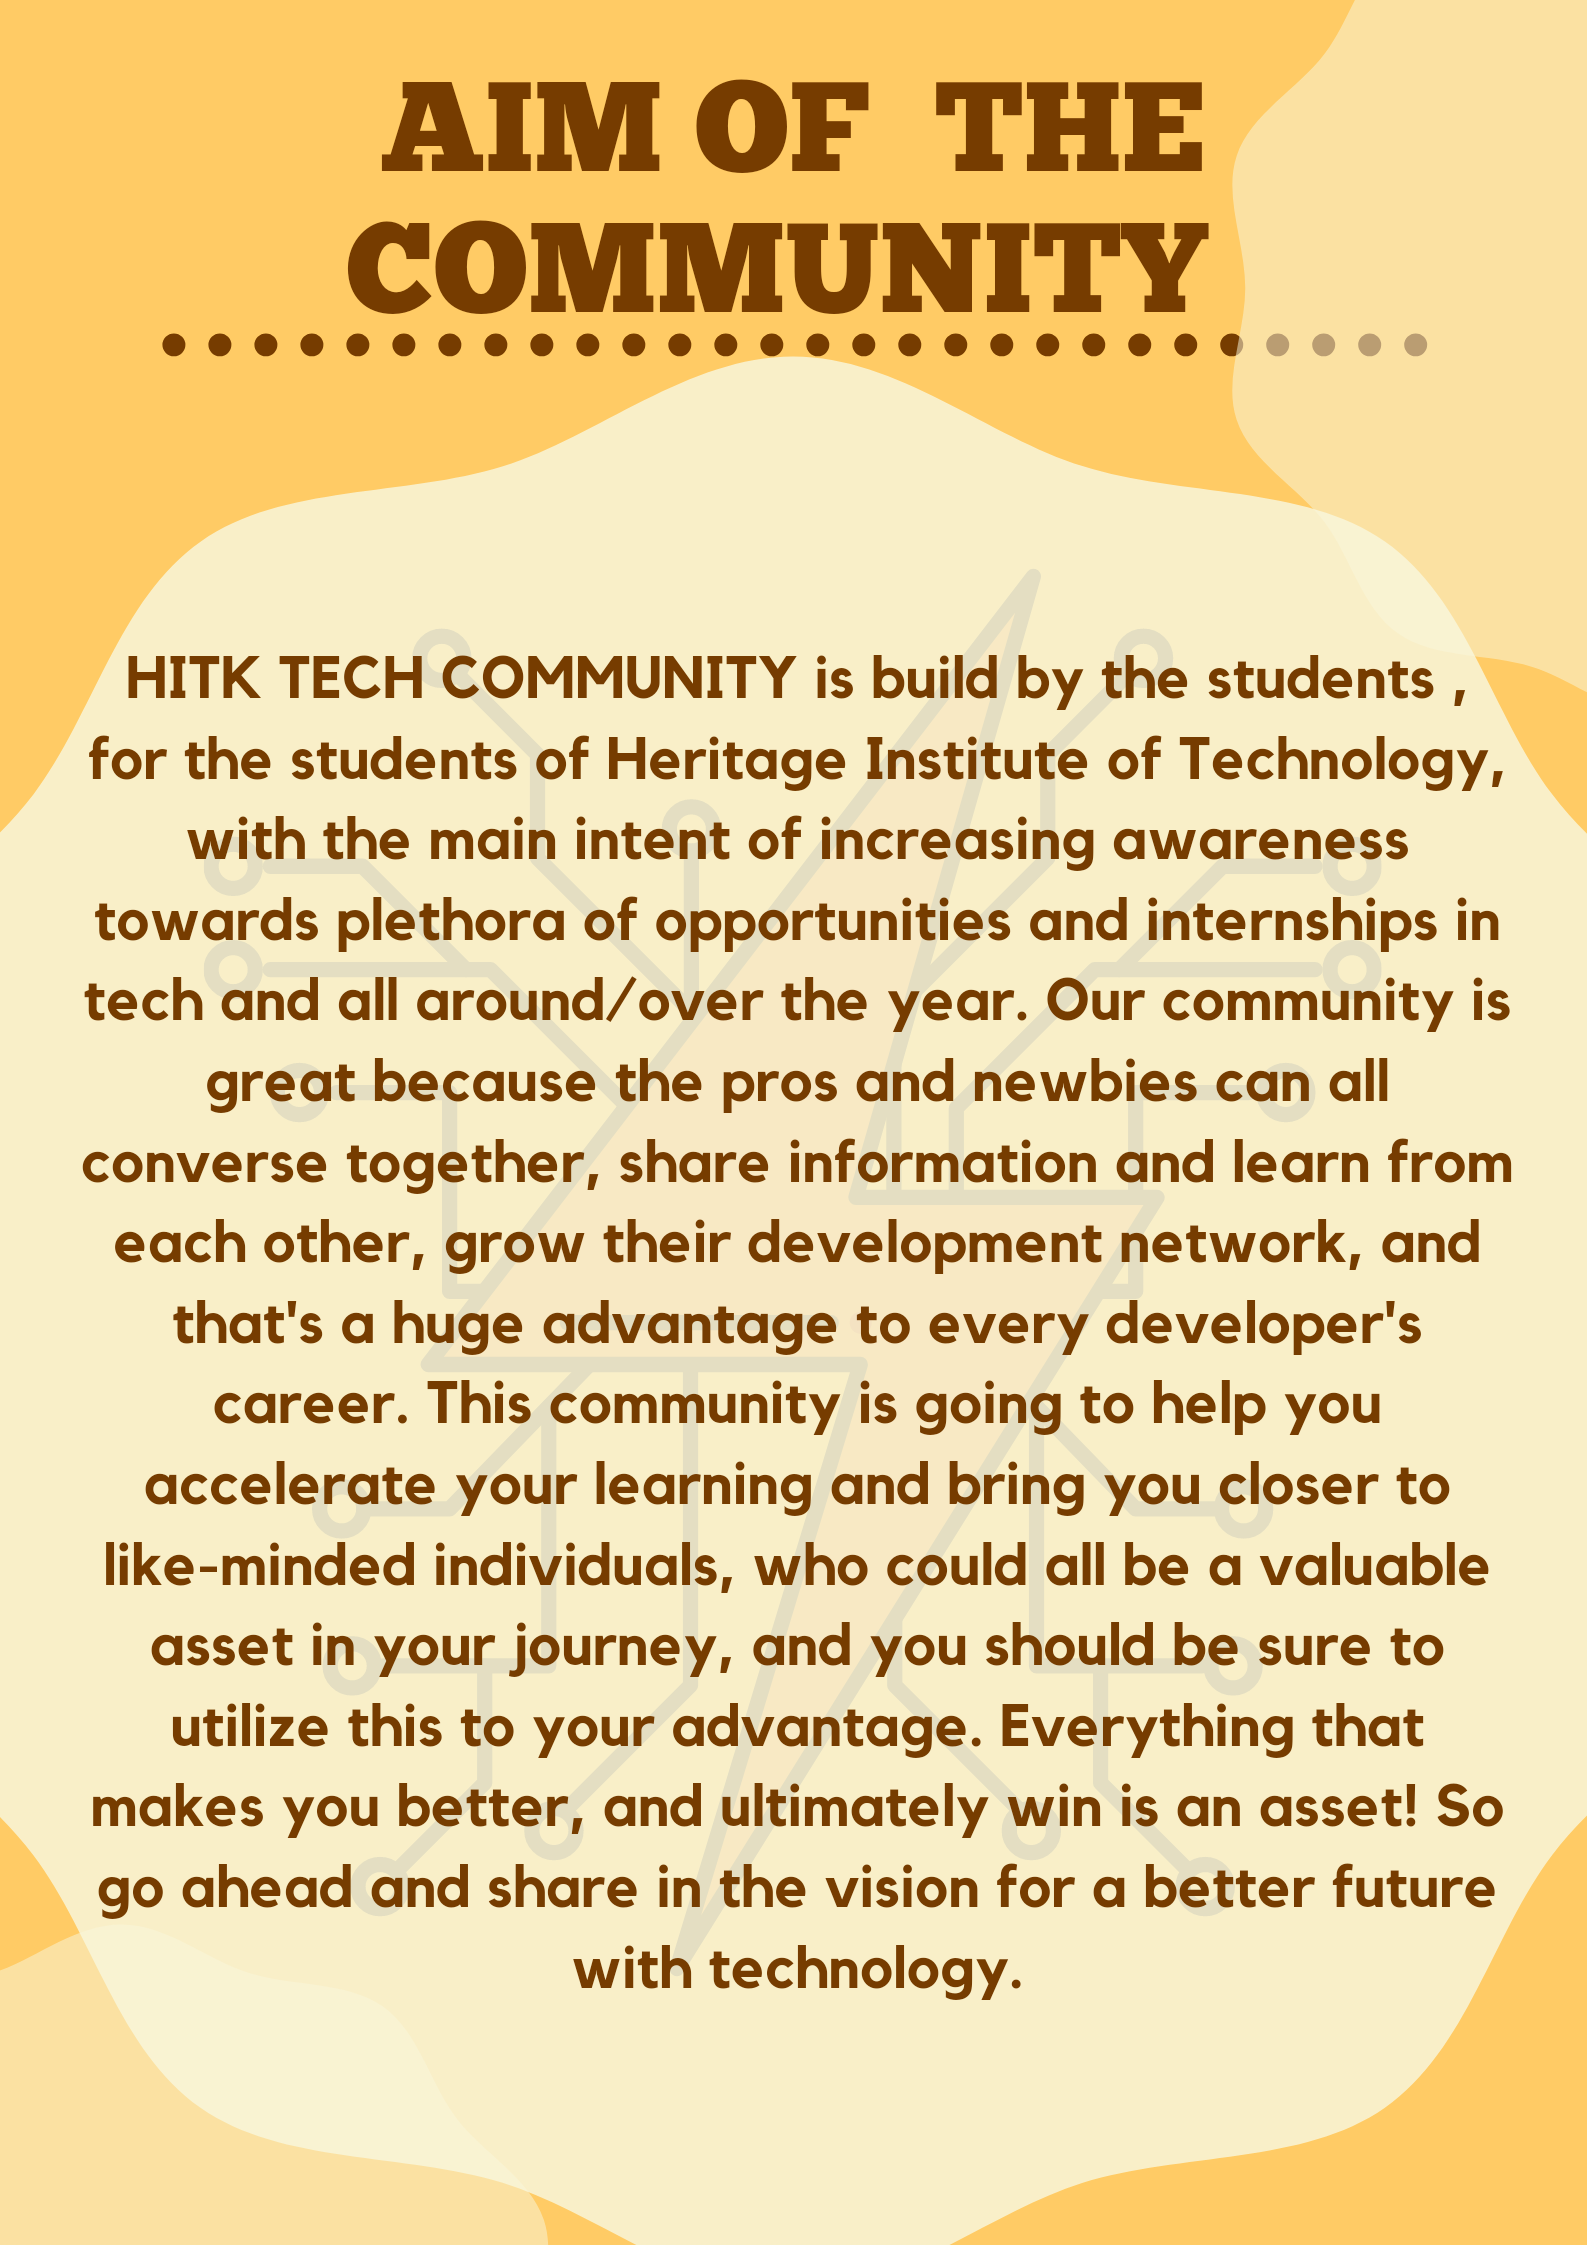 AIM OF THE
COMMUNITY
HITK TECH COMMUNITY is build by the students ,
for the students of Heritage Institute of Technology,
with the main intent of increasing awareness
towards plethora of opportunities and internships in
tech and all around/over the year. Our community is
great because the pros and newbies can all
converse together, share information and learn from
each other, grow their development network, and
that's a huge advantage to every developer's
career. This community is going to help you
accelerate your learning and bring you closer to
like-minded individuals, who could all be a valuable
asset in your journey, and you should be sure to
utilize this to your advantage. Everything that
makes you better, and ultimately win is an asset! So
go ahead and share in the vision for a better future
with technology.